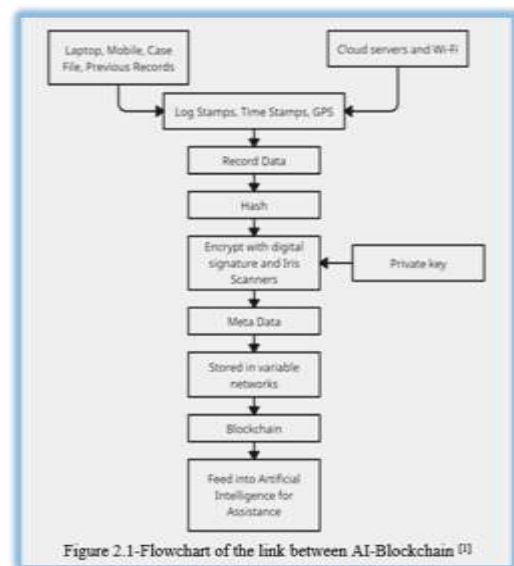 Laptop, Mobile, Case
File, Previous Records
Cloud servers and Wi-Fi
Log Stamps, Time Stamps, GPS
Record Data
Hash
Encrypt with digital
signature and Iris
Scanners
Private key
Meta Data
Stored in variable
networks
Blockchain
Feed into Artificial
Intelligence for
Assistance
Figure 2.1-Flowchart of the link between AI-Blockchain [1]